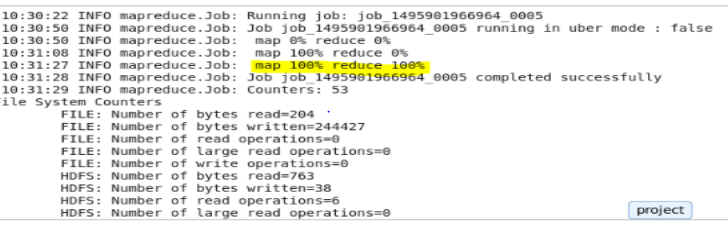 10:30:22 INFO mapreduce.Job: Running job: job_1495901966964_0005
10:30:50 INFO mapreduce.Job: Job job_1495901966964_0005 running in uber mode : false
10:30:50 INFO mapreduce.Job: map 0% reduce 0%
10:31:08 INFO mapreduce.Job: map 100% reduce 0%
10:31:27 INFO mapreduce.Job: map 100% reduce 100%
10:31:28 INFO mapreduce.Job: Job job_1495901966964_0005 completed successfully
10:31:29 INFO mapreduce.Job: Counters: 53
ile System Counters
FILE: Number of bytes read=204
FILE: Number of bytes written=244427
FILE: Number of read operations=0
FILE: Number of large read operations=0
FILE: Number of write operations=0
HDFS: Number of bytes read=763
HDFS: Number of bytes written=38
HDFS: Number of read operations=6
HDFS: Number of large read operations=0
project